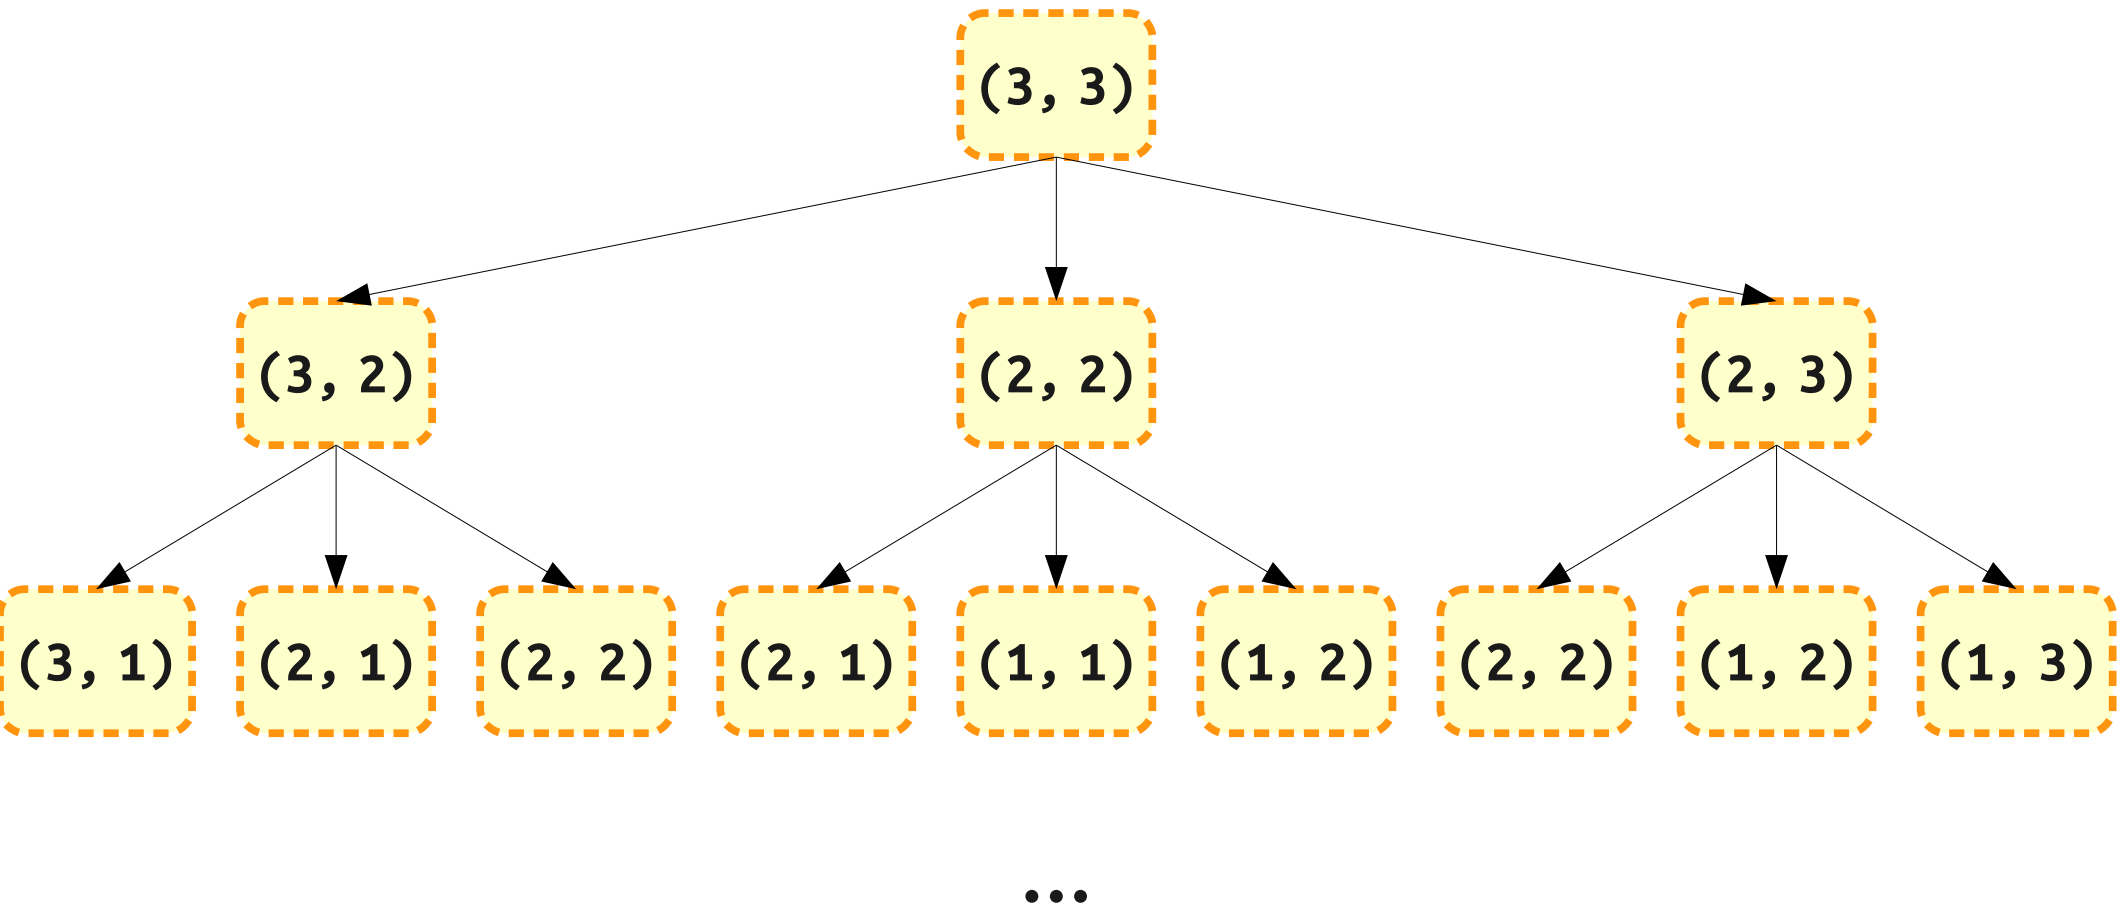 (3, 3)
(3, 2) (2, 2) (2, 3)
(3, 1) (2, 1) (2, 2) (2, 1) (1, 1) (1, 2) (2, 2) (1, 2) (1, 3)
...